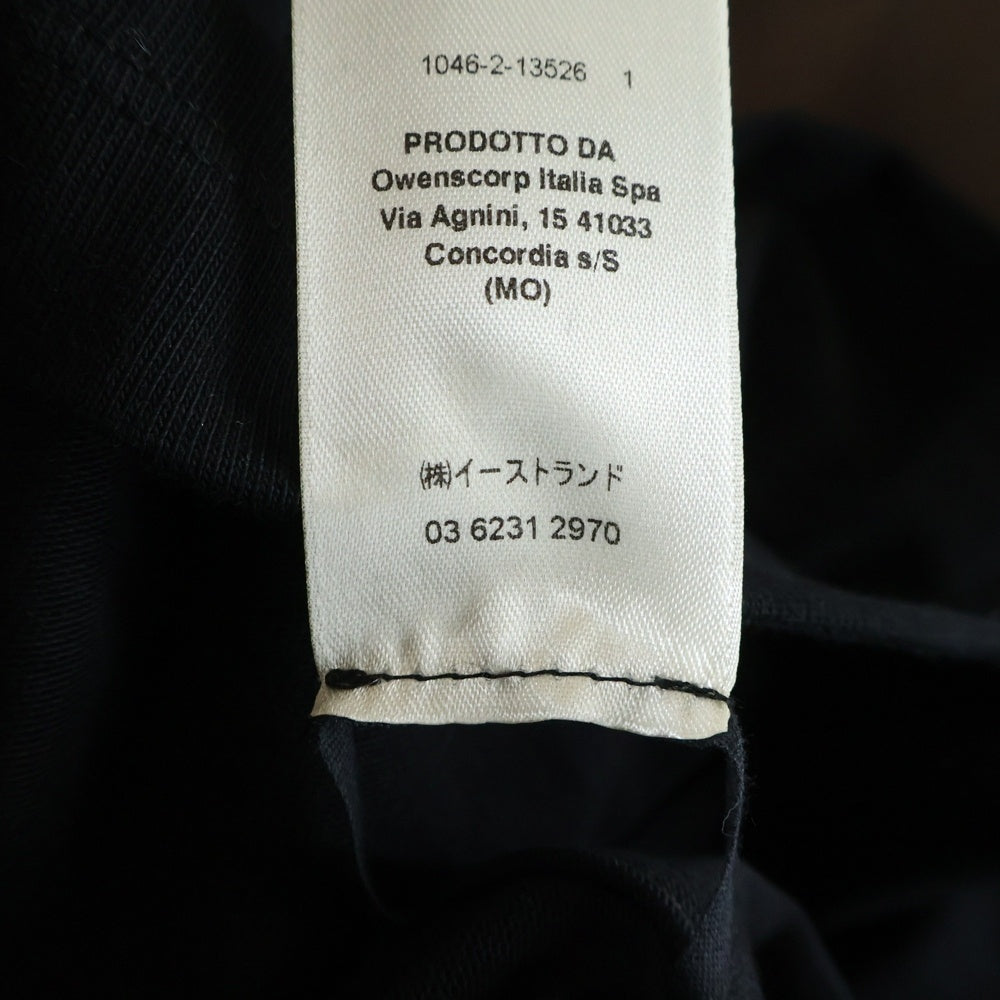 1046-2-13526 1
PRODOTTO DA
Owenscorp Italia Spa
Via Agnini, 15 41033
Concordia s/S
(MO)
㈱イーストランド
03 6231 2970